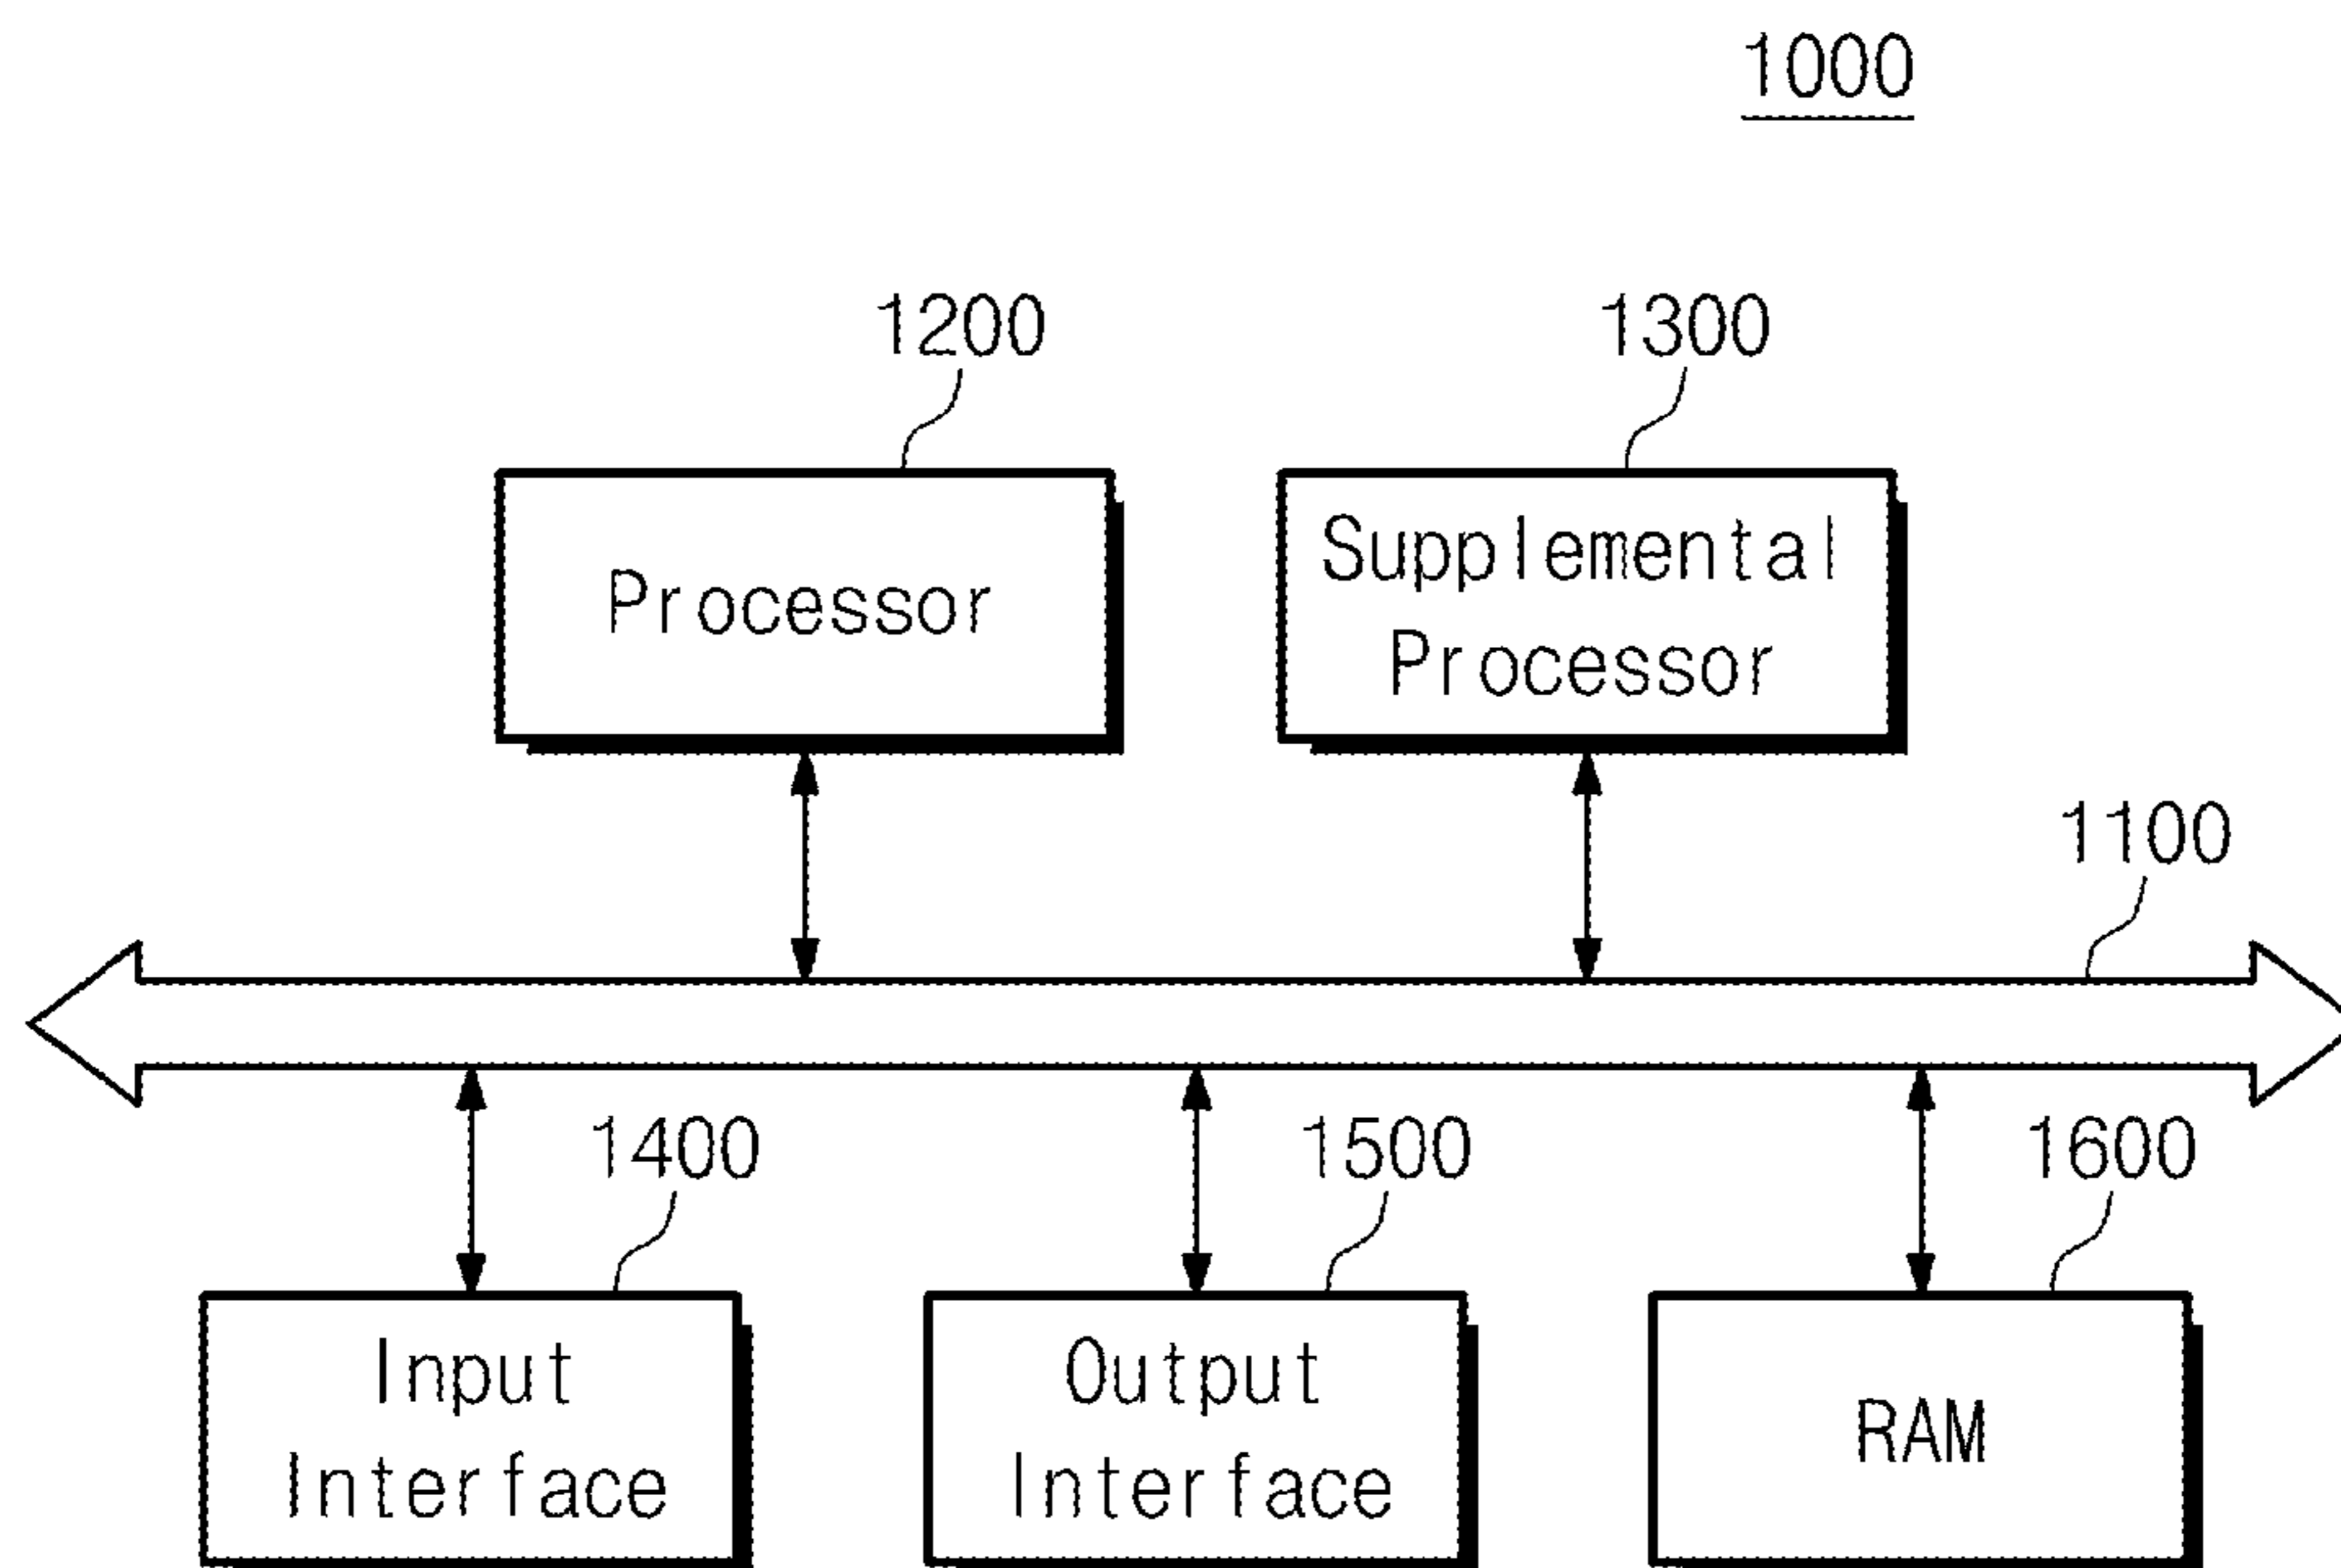 1000
1200
1300
Processor
Supplemental
Processor
1100
1400
1500
1600
Input
Interface
Output
Interface
RAM